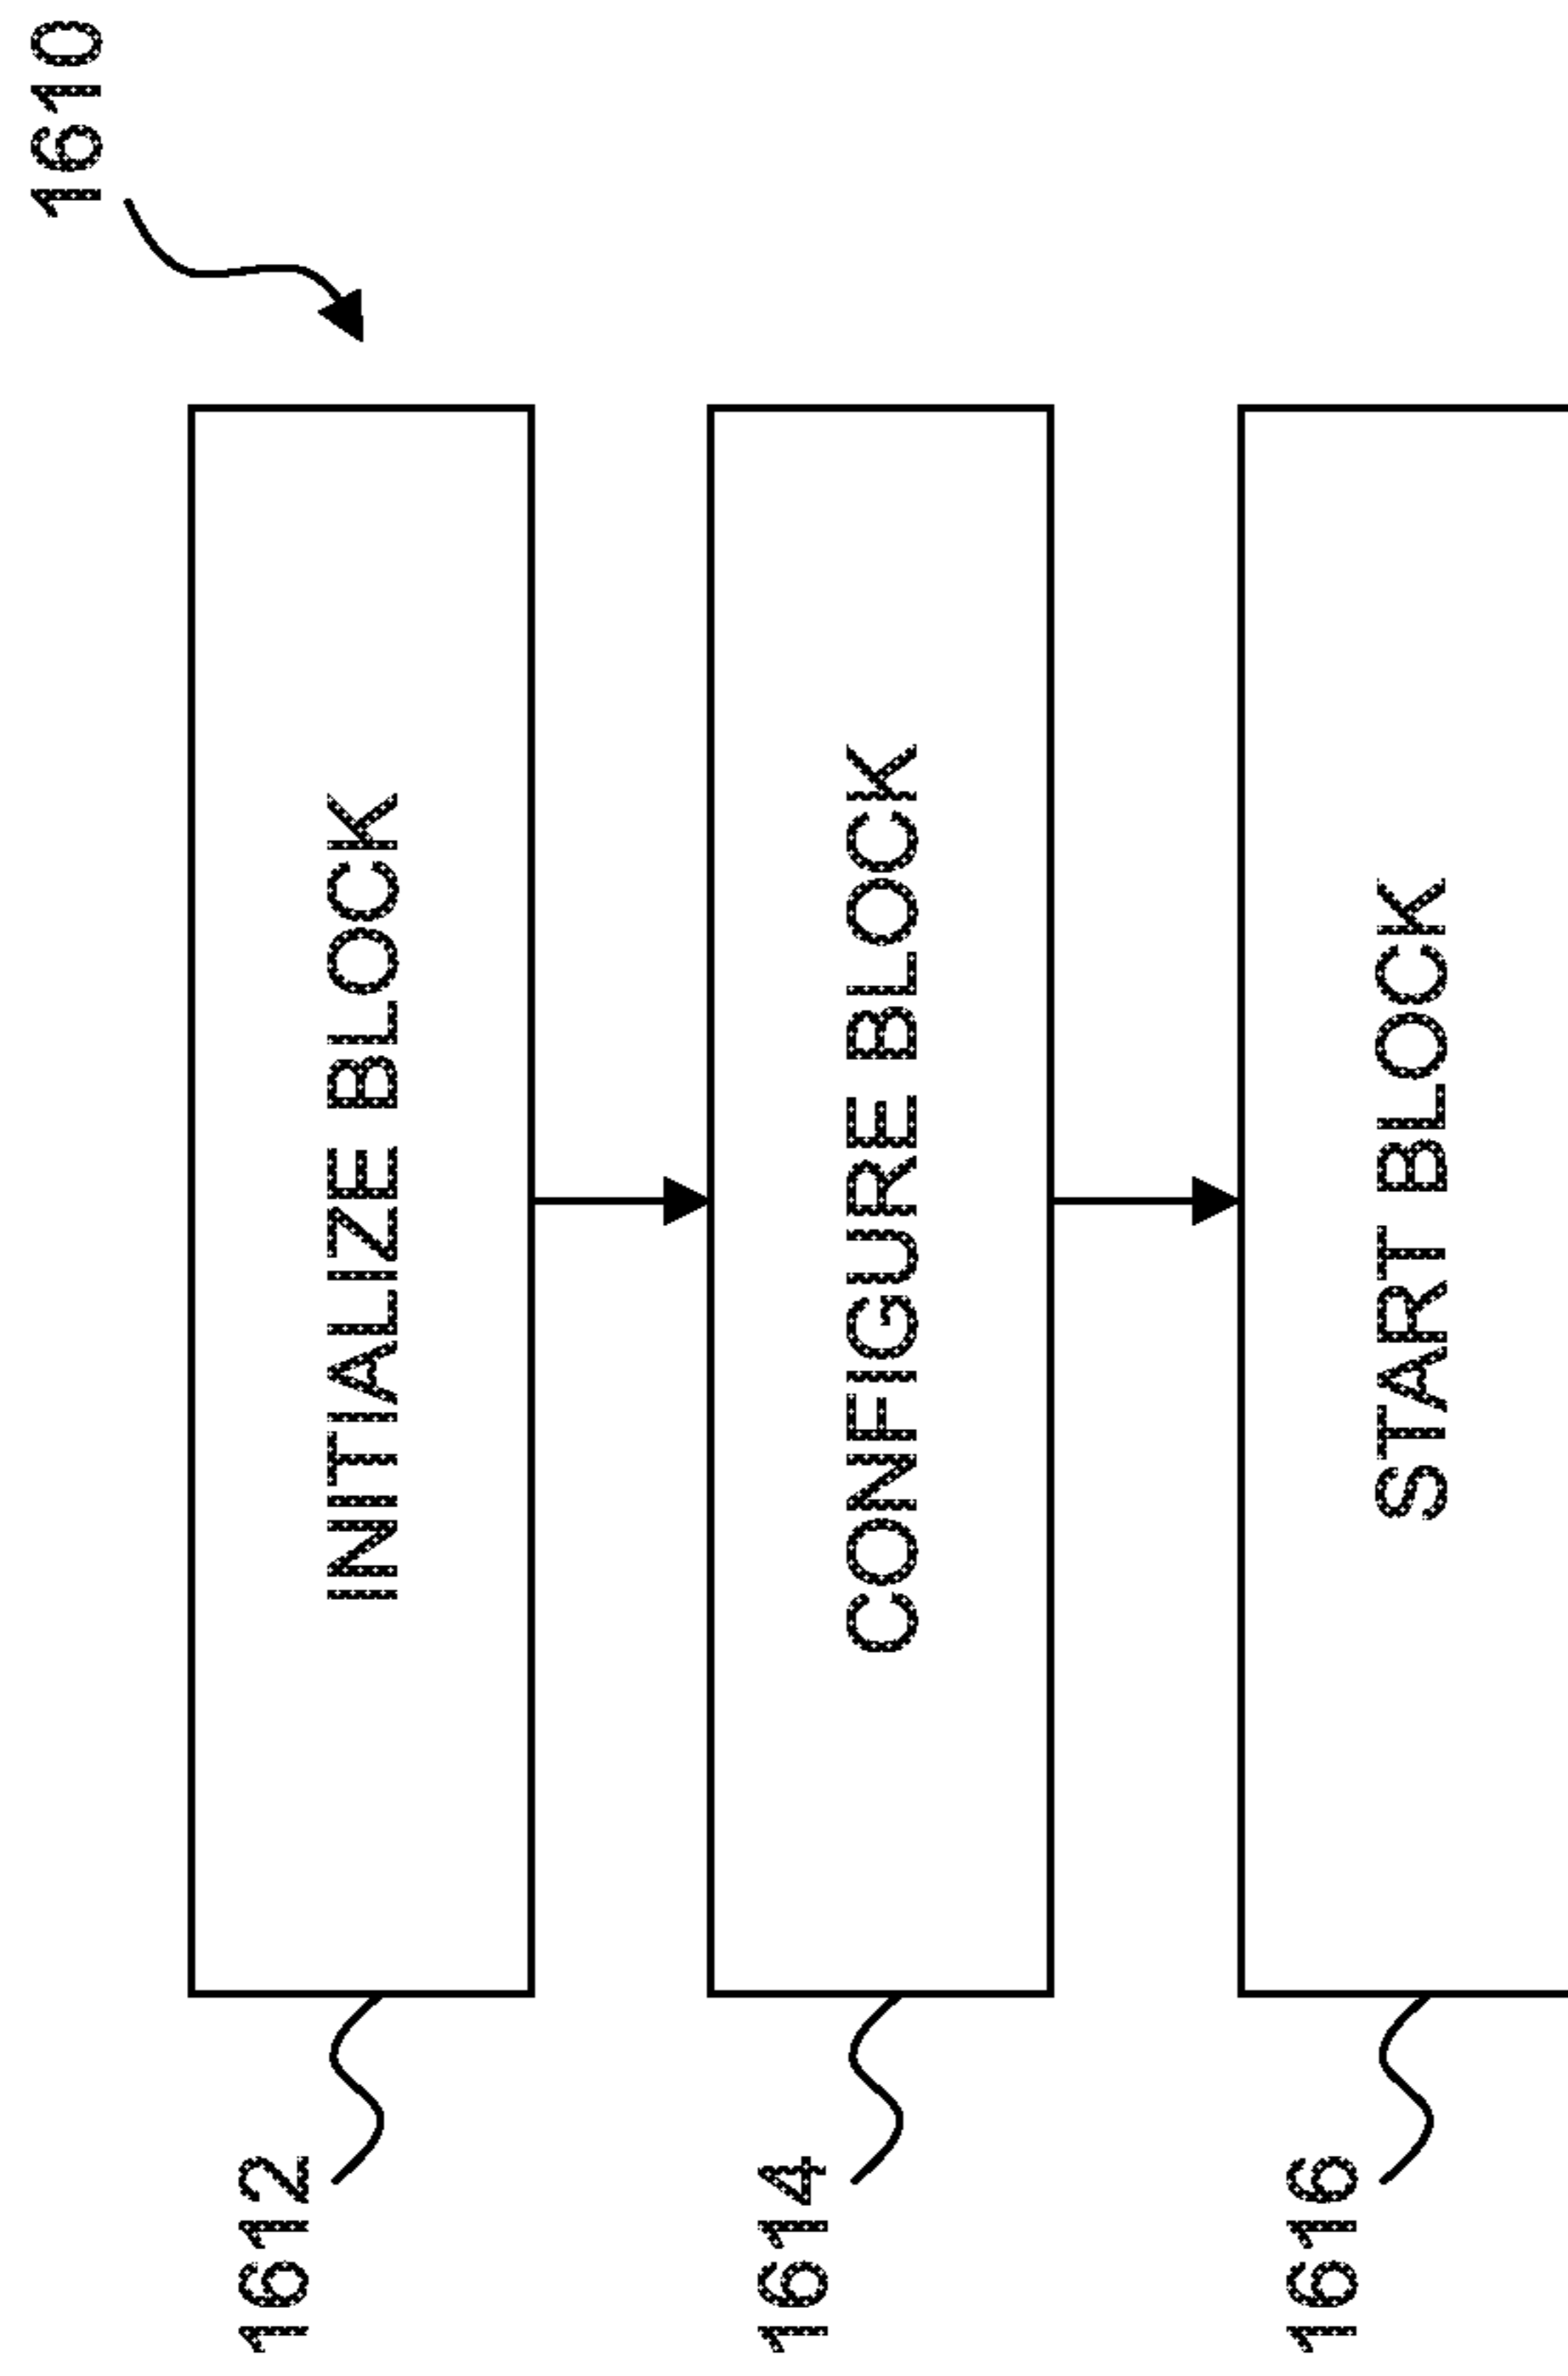 1610
1612
INITIALIZE BLOCK
1614
CONFIGURE BLOCK
1616
START BLOCK